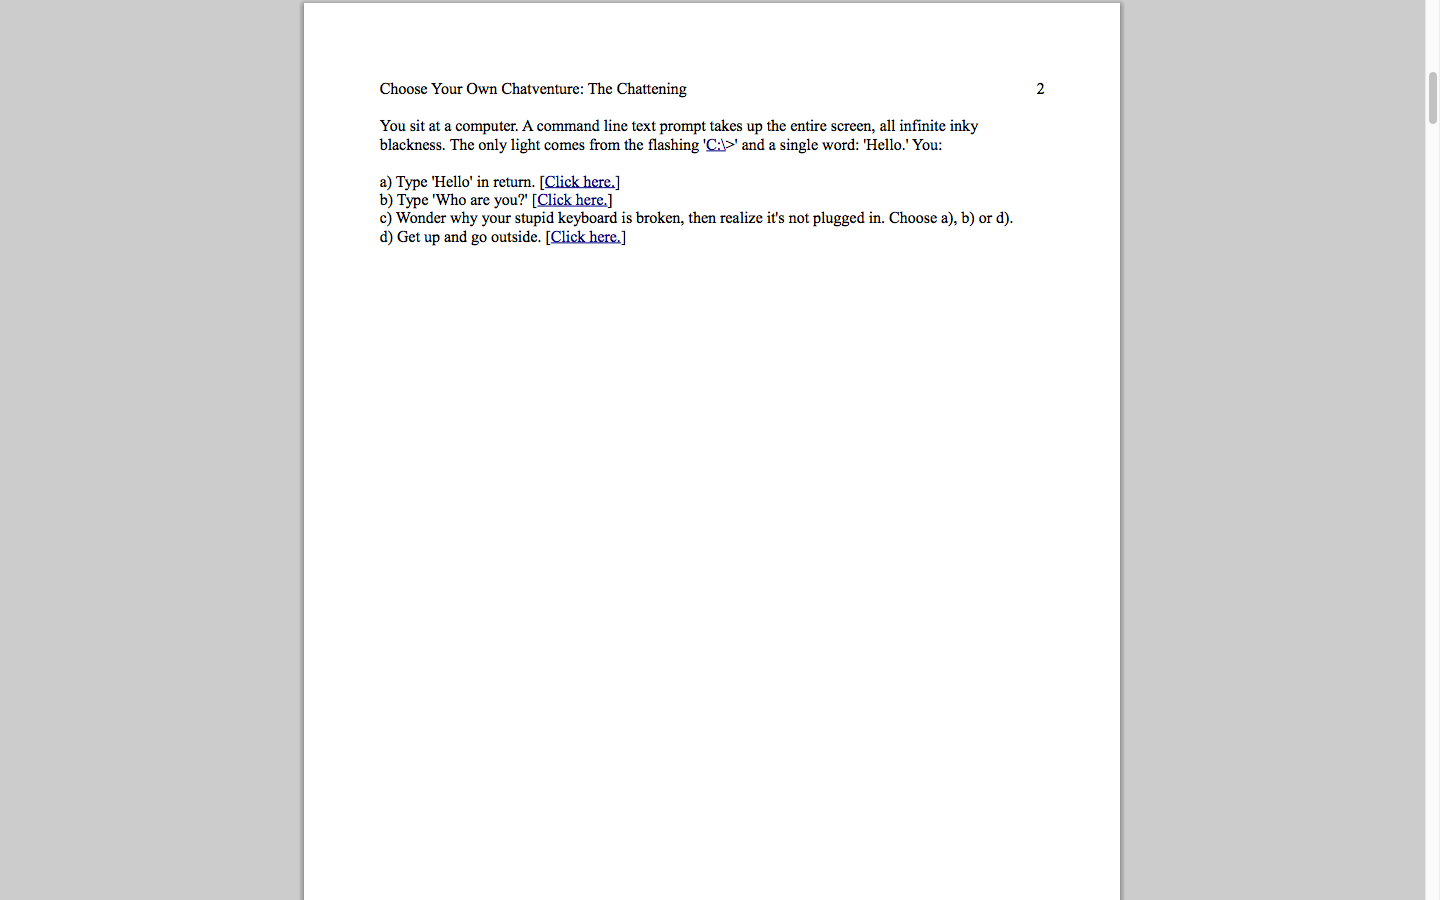 Choose Your Own Chatventure: The Chattening 2
You sit at a computer. A command line text prompt takes up the entire screen, all infinite inky
blackness. The only light comes from the flashing 'C:\>' and a single word: 'Hello.' You:
a) Type 'Hello' in return. [Click here.]
b) Type 'Who are you?' [Click here.]
c) Wonder why your stupid keyboard is broken, then realize it's not plugged in. Choose a), b) or d).
d) Get up and go outside. [Click here.]